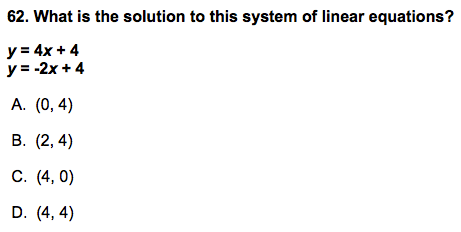 62. What is the solution to this system of linear equations?
y = 4x + 4
y = -2x + 4
A. (0, 4)
B. (2, 4)
C. (4, 0)
D. (4, 4)